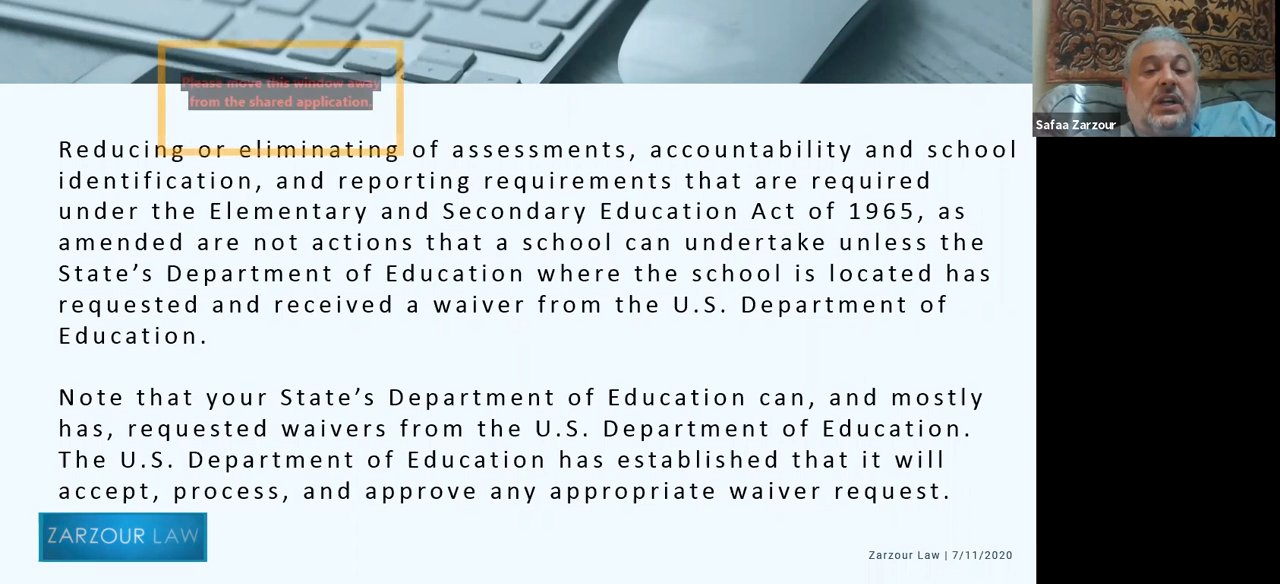 Please move this window away
from the shared application.
Safaa Zarzour
Reducing or eliminating of assessments, accountability and school
identification, and reporting requirements that are required
under the Elementary and Secondary Education Act of 1965, as
amended are not actions that a school can undertake unless the
State’s Department of Education where the school is located has
requested and received a waiver from the U.S. Department of
Education.
Note that your State’s Department of Education can, and mostly
has, requested waivers from the U.S. Department of Education.
The U.S. Department of Education has established that it will
accept, process, and approve any appropriate waiver request.
ZARZOUR LAW
Zarzour Law | 7/11/2020